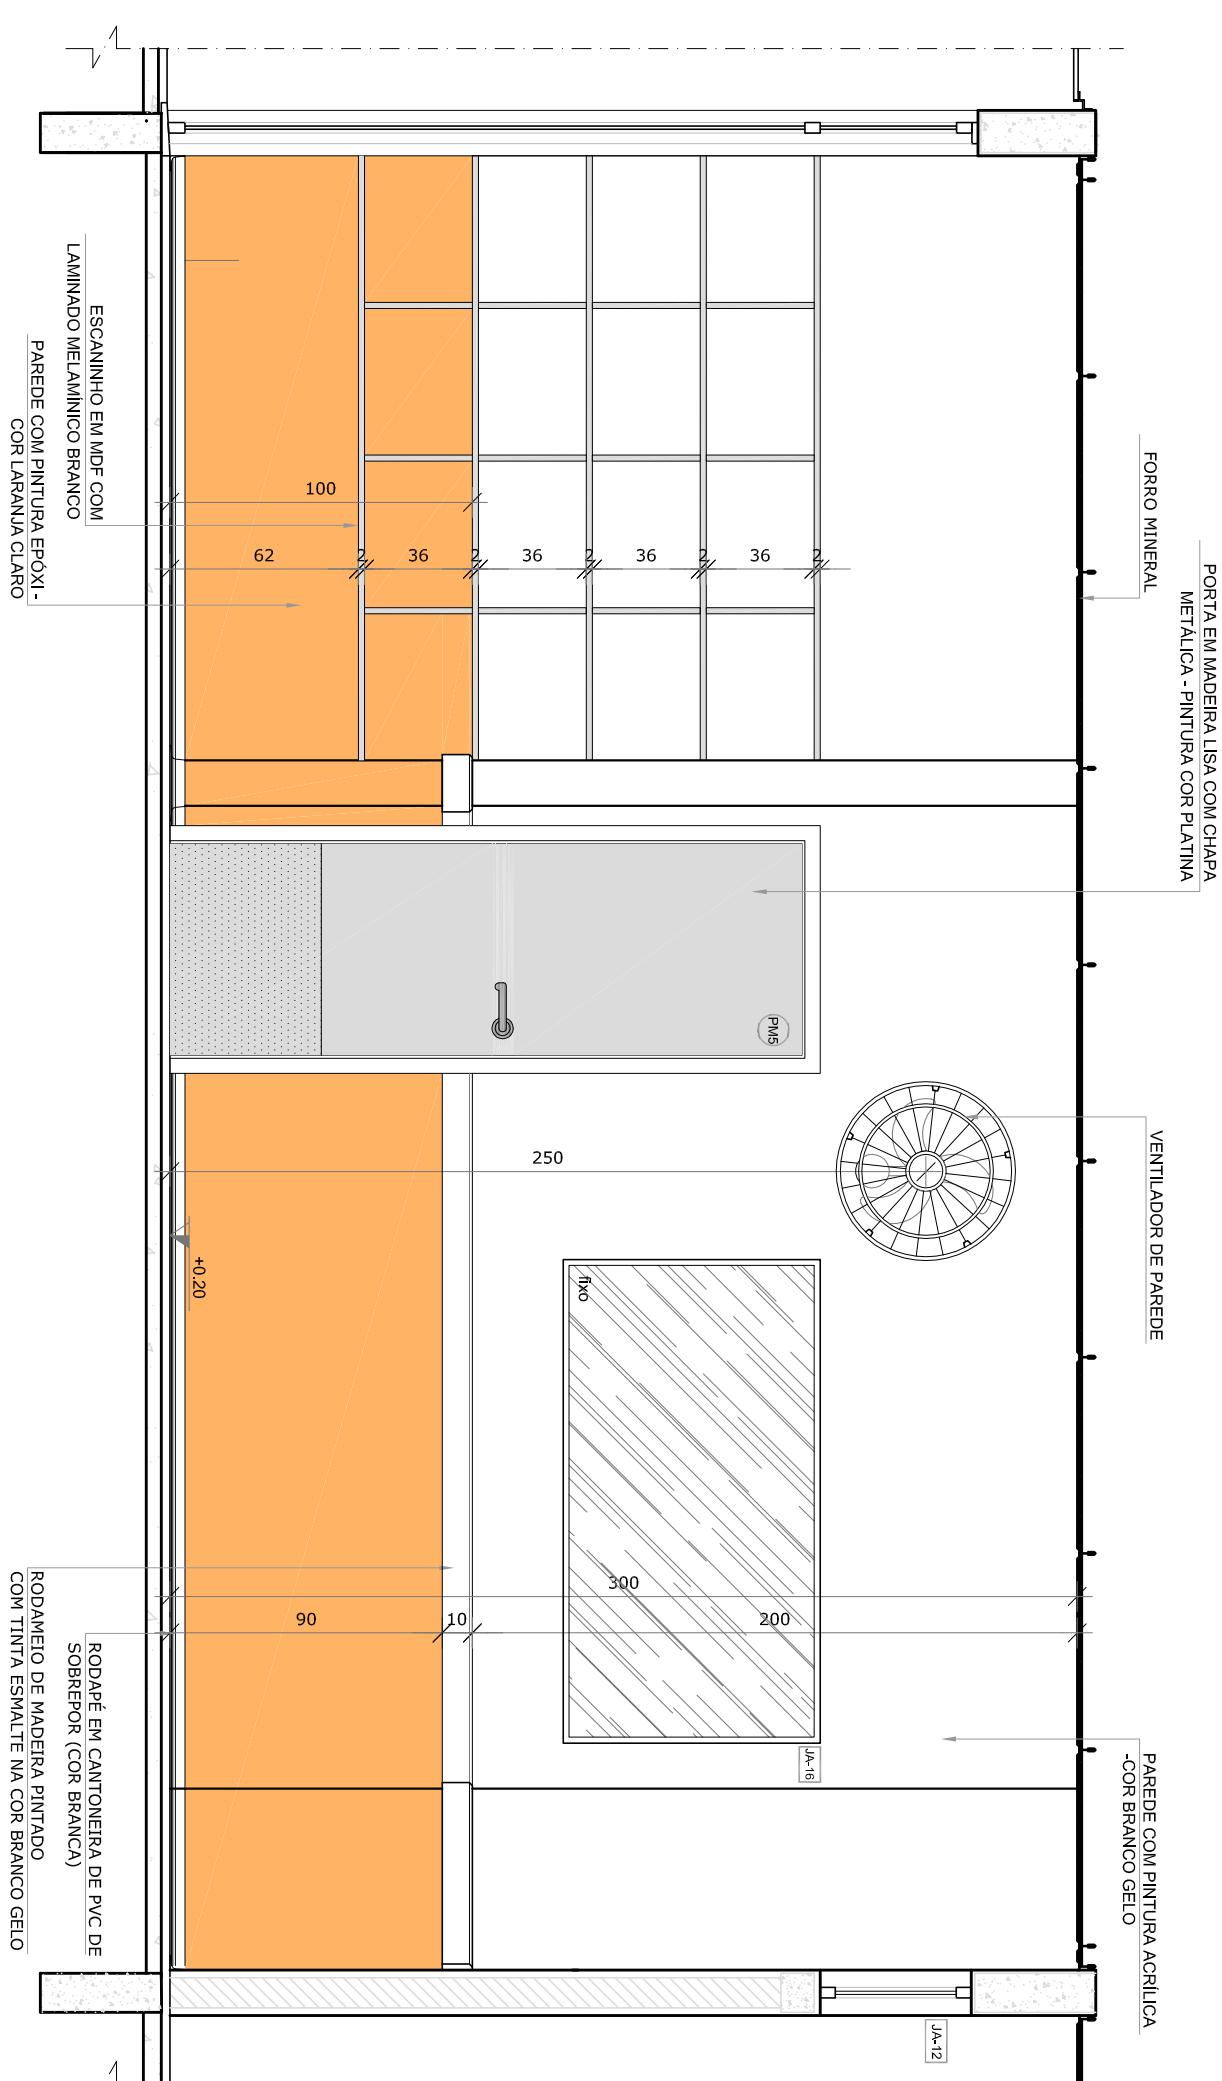 FORRO MINERAL
PORTA EM MADEIRA LISA COM CHAPA
METÁLICA - PINTURA COR PLATINA
VENTILADOR DE PAREDE
PAREDE COM PINTURA ACRÍLICA
-COR BRANCO GELO
PM5
fixo
JA-16
JA-12
100
62
2
36
2
36
2
36
2
36
2
250
+0.20
300
90
10
200
ESCANINHO EM MDF COM
LAMINADO MELAMÍNICO BRANCO
PAREDE COM PINTURA EPÓXI -
COR LARANJA CLARO
RODAPÉ EM CANTONEIRA DE PVC DE
SOBREPOR (COR BRANCA)
RODAMEIO DE MADEIRA PINTADO
COM TINTA ESMALTE NA COR BRANCO GELO